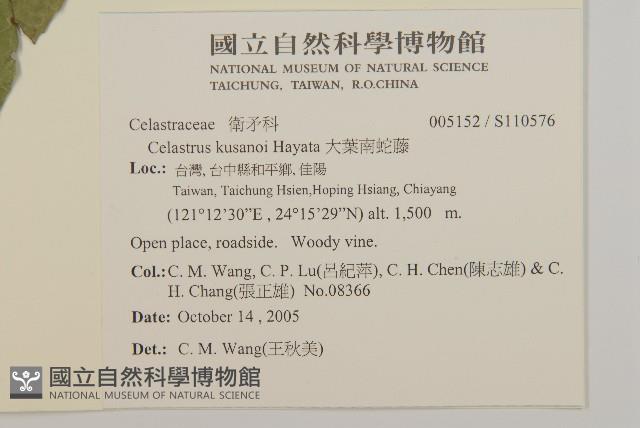 國立自然科學博物館
NATIONAL MUSEUM OF NATURAL SCIENCE
TAICHUNG, TAIWAN, R.O.CHINA
Celastraceae 衛矛科 005152 / S110576
Celastrus kusanoi Hayata 大葉南蛇藤
Loc.: 台灣, 台中縣和平鄉, 佳陽
Taiwan, Taichung Hsien,Hoping Hsiang, Chiayang
(121°12’30”E , 24°15’29”N) alt. 1,500 m.
Open place, roadside. Woody vine.
Col.: C. M. Wang, C. P. Lu(呂紀萍), C. H. Chen(陳志雄) & C.
H. Chang(張正雄) No.08366
Date: October 14 , 2005
Det.: C. M. Wang(王秋美)
國立自然科學博物館
NATIONAL MUSEUM OF NATURAL SCIENCE